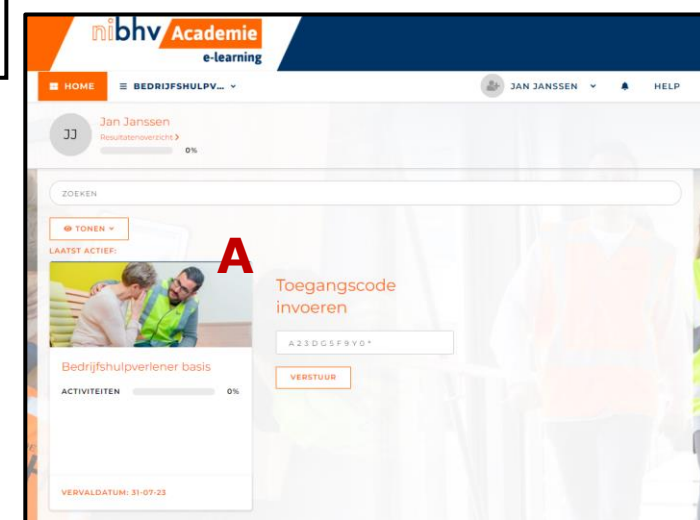 nibhv Academie
e-learning
HOME BEDRIJFSHULPV... JAN JANSSEN HELP
JJ
Jan Janssen
Resultatenoverzicht >
0%
ZOEKEN
TONEN
LAATST ACTIEF:
A
Toegangscode
invoeren
A23DG5F9Y0*
VERSTUUR
Bedrijfshulpverlener basis
ACTIVITEITEN 0%
VERVALDATUM: 31-07-23